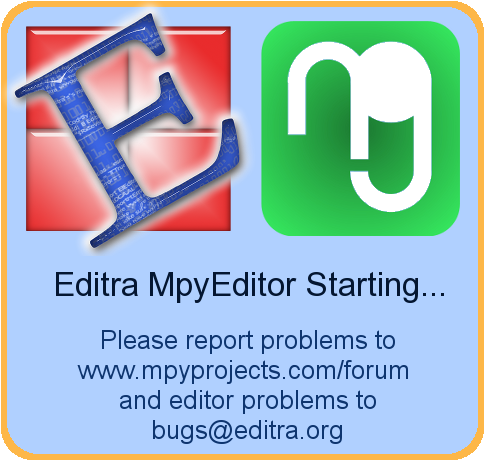 E
Editra MpyEditor Starting...
Please report problems to
www.mpyprojects.com/forum
and editor problems to
bugs@editra.org